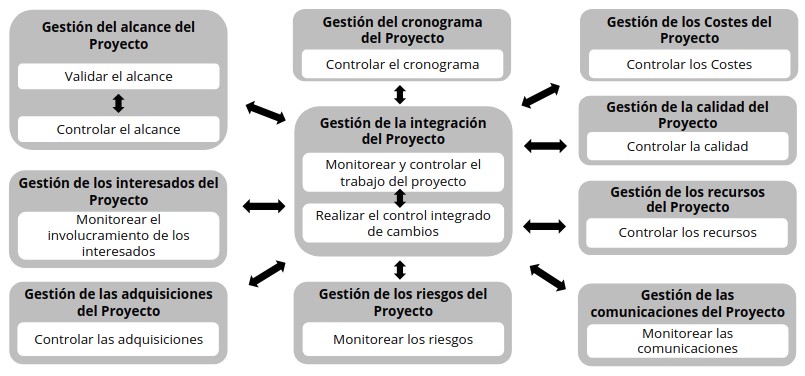 Gestión del alcance del
Proyecto
Validar el alcance
Controlar el alcance
Gestión del cronograma
del Proyecto
Controlar el cronograma
Gestión de los Costes del
Proyecto
Controlar los Costes
Gestión de la integración
del Proyecto
Monitorear y controlar el
trabajo del proyecto
Realizar el control integrado
de cambios
Gestión de la calidad del
Proyecto
Controlar la calidad
Gestión de los interesados del
Proyecto
Monitorear el
involucramiento de los
interesados
Gestión de los recursos
del Proyecto
Controlar los recursos
Gestión de las adquisiciones
del Proyecto
Controlar las adquisiciones
Gestión de los riesgos del
Proyecto
Monitorear los riesgos
Gestión de las
comunicaciones del Proyecto
Monitorear las
comunicaciones